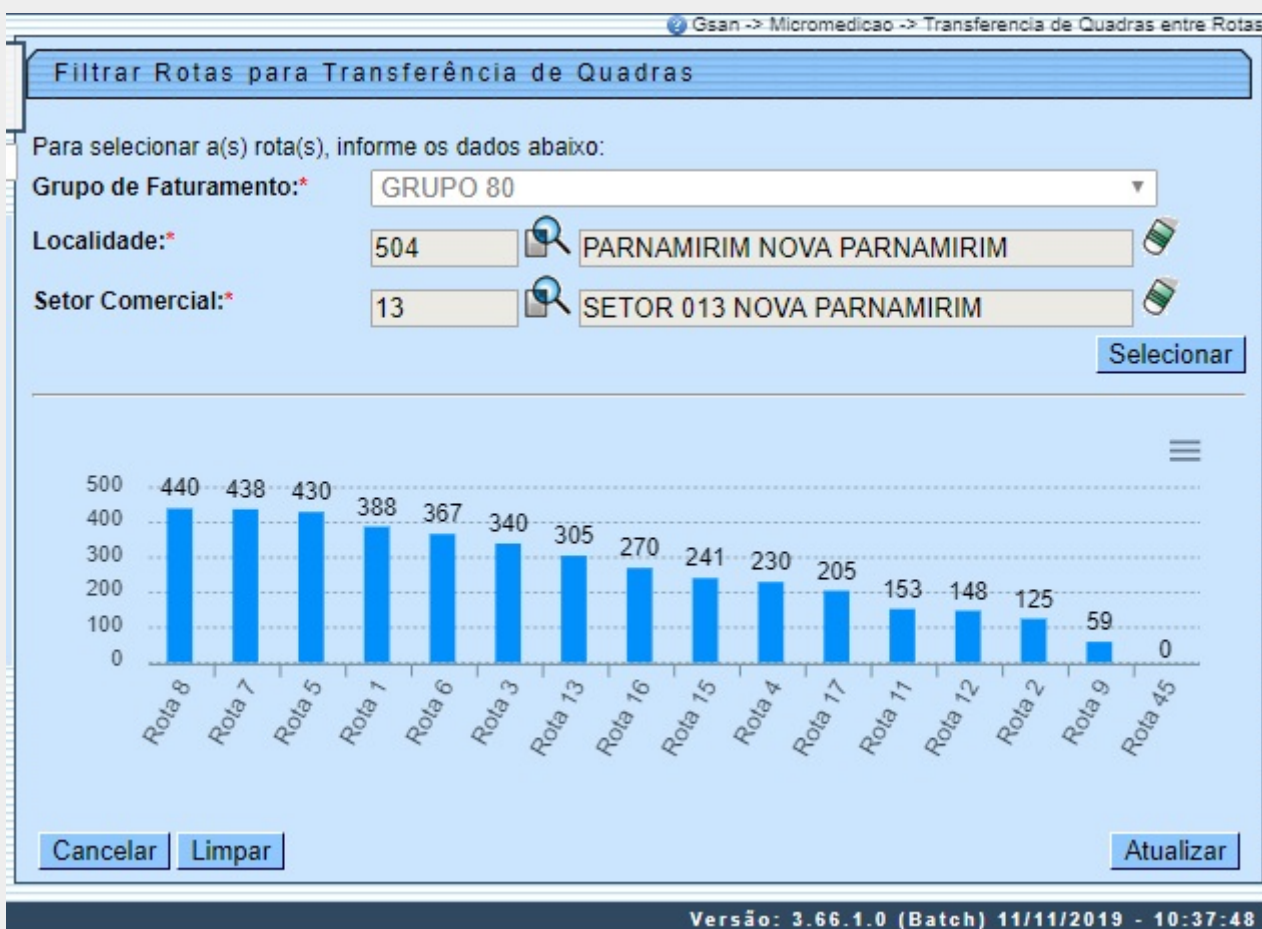 Gsan -> Micromedicao -> Transferencia de Quadras entre Rotas
Filtrar Rotas para Transferência de Quadras
Para selecionar a(s) rota(s), informe os dados abaixo:
Grupo de Faturamento:* GRUPO 80
Localidade:* 504 PARNAMIRIM NOVA PARNAMIRIM
Setor Comercial:* 13 SETOR 013 NOVA PARNAMIRIM
Selecionar
500
400
300
200
100
0
440 438 430 388 367 340 305 270 241 230 205 153 148 125 59 0
Rota 8 Rota 7 Rota 5 Rota 1 Rota 6 Rota 3 Rota 13 Rota 16 Rota 15 Rota 4 Rota 17 Rota 11 Rota 12 Rota 2 Rota 9 Rota 45
Cancelar Limpar Atualizar
Versão: 3.66.1.0 (Batch) 11/11/2019 - 10:37:48